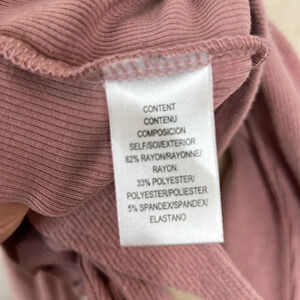 CONTENT
CONTENU
COMPOSICION
SELF/SOI/EXTERIOR
62% RAYON/RAYONNE/
RAYON
33% POLYESTER/
POLYESTER/POLIESTER
5% SPANDEX/SPANDEX/
ELASTANO